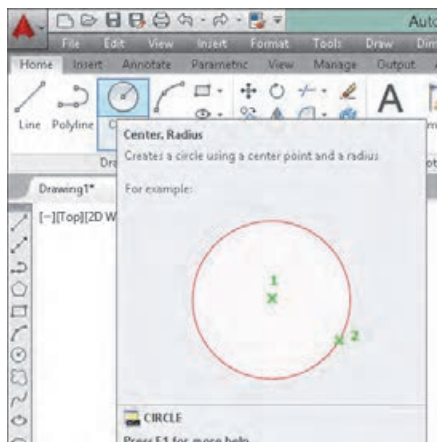 Auto
File Edit View Insert Format Tools Draw Dim
Home Insert Annotate Parametric View Manage Output
Line Polyline
Drawing1*
[−][Top][2D W
Center, Radius
Creates a circle using a center point and a radius
For example:
1
2
CIRCLE
Press F1 for more help
A